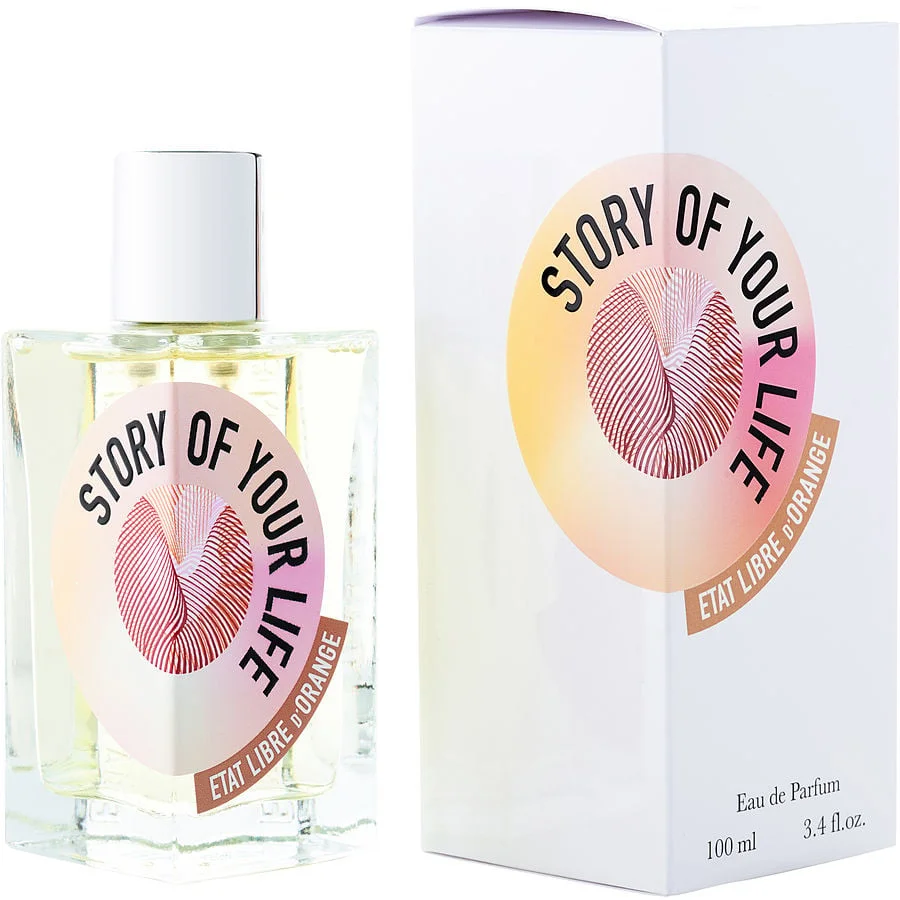 STORY OF YOUR LIFE
ETAT LIBRE D'ORANGE
STORY OF YOUR LIFE
ETAT LIBRE D'ORANGE
Eau de Parfum
100 ml 3.4 fl.oz.